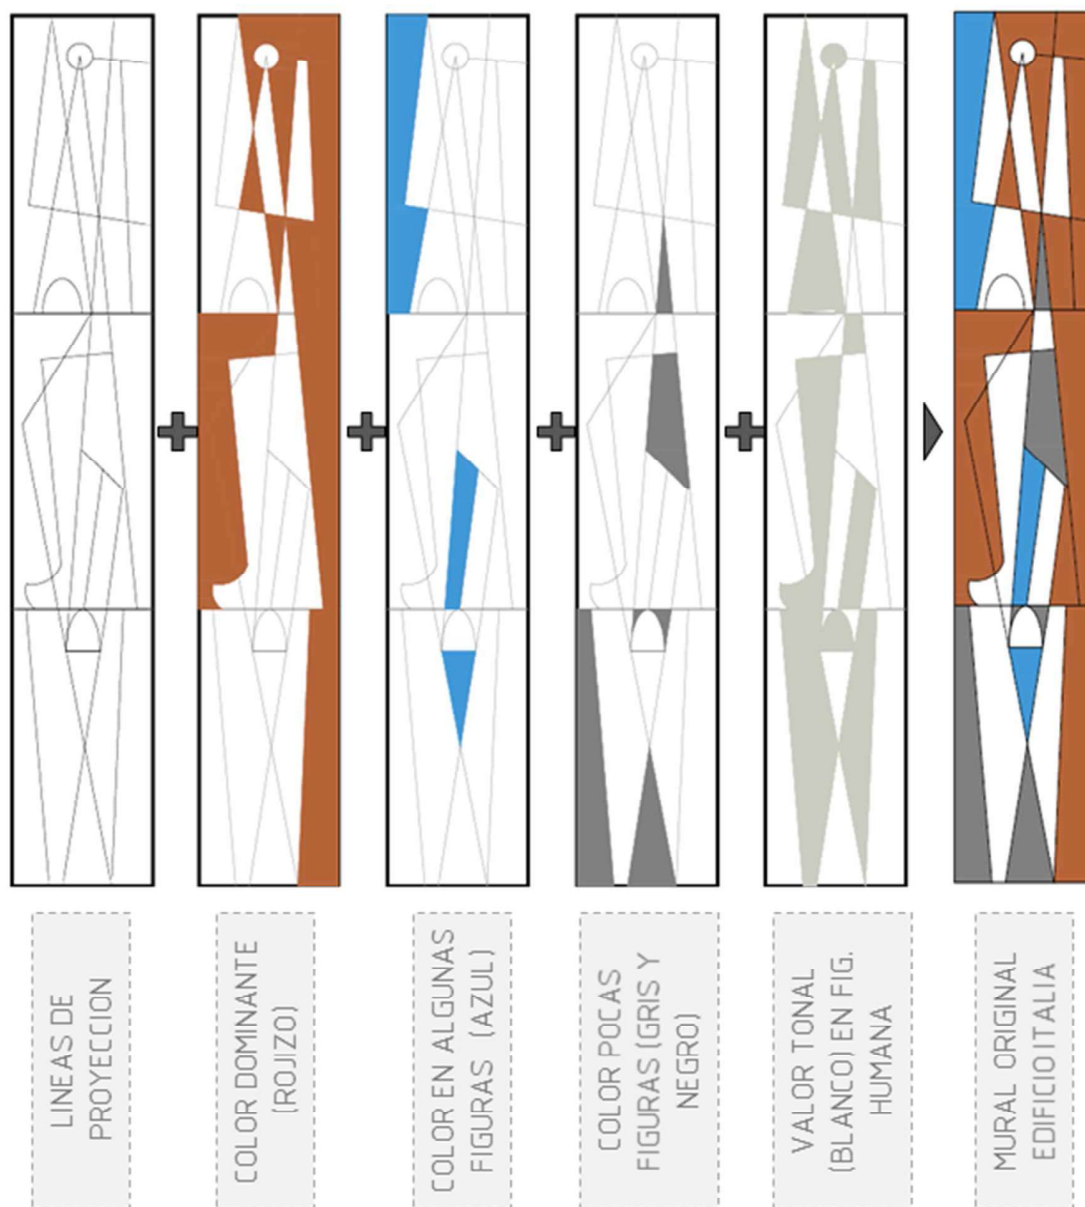 LINEAS DE
PROYECCION
COLOR DOMINANTE
(ROJIZO)
COLOR EN ALGUNAS
FIGURAS (AZUL)
COLOR POCAS
FIGURAS (GRIS Y
NEGRO)
VALOR TONAL
(BLANCO) EN FIG.
HUMANA
MURAL ORIGINAL
EDIFICIO ITALIA